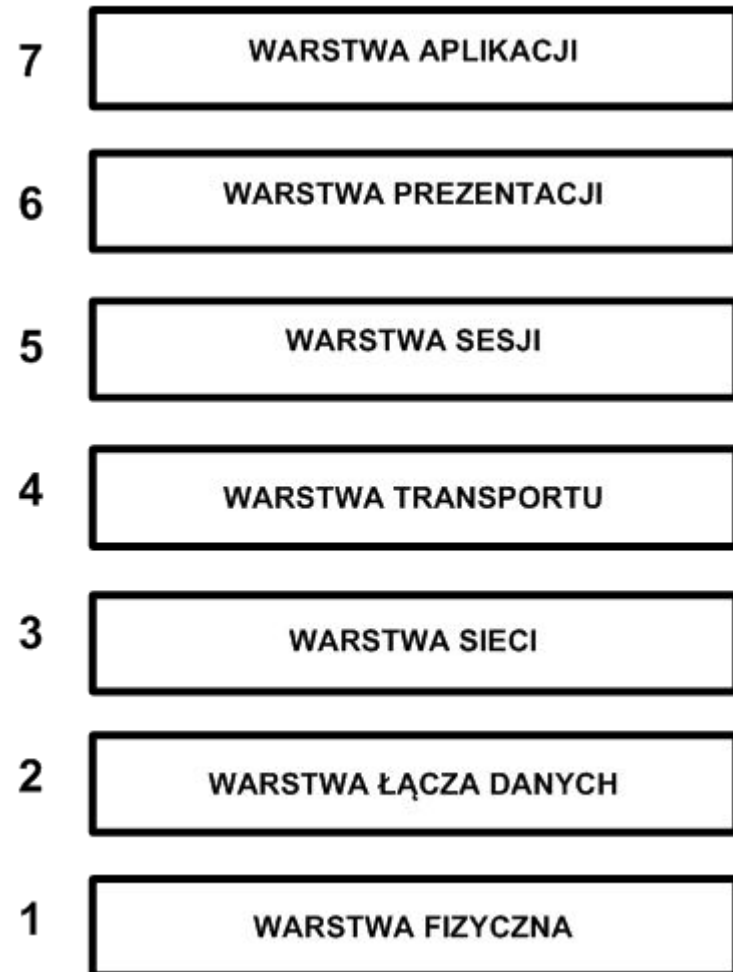 7 WARSTWA APLIKACJI
6 WARSTWA PREZENTACJI
5 WARSTWA SESJI
4 WARSTWA TRANSPORTU
3 WARSTWA SIECI
2 WARSTWA ŁĄCZA DANYCH
1 WARSTWA FIZYCZNA